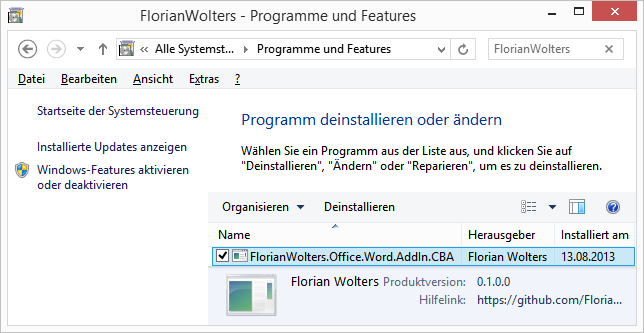 FlorianWolters - Programme und Features
« Alle Systemst... ▸ Programme und Features
FlorianWolters
Datei Bearbeiten Ansicht Extras ?
Startseite der Systemsteuerung
Installierte Updates anzeigen
Windows-Features aktivieren
oder deaktivieren
Programm deinstallieren oder ändern
Wählen Sie ein Programm aus der Liste aus, und klicken Sie auf
"Deinstallieren", "Ändern" oder "Reparieren", um es zu deinstallieren.
Organisieren Deinstallieren
Name Herausgeber Installiert am
FlorianWolters.Office.Word.AddIn.CBA Florian Wolters 13.08.2013
Florian Wolters Produktversion: 0.1.0.0
Hilfelink: https://github.com/Floria...